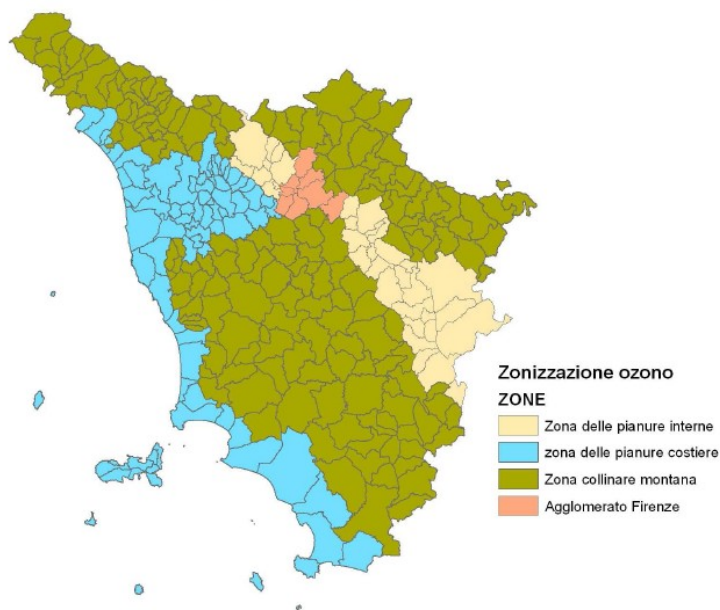 Zonizzazione ozono
ZONE
Zona delle pianure interne
zona delle pianure costiere
Zona collinare montana
Agglomerato Firenze